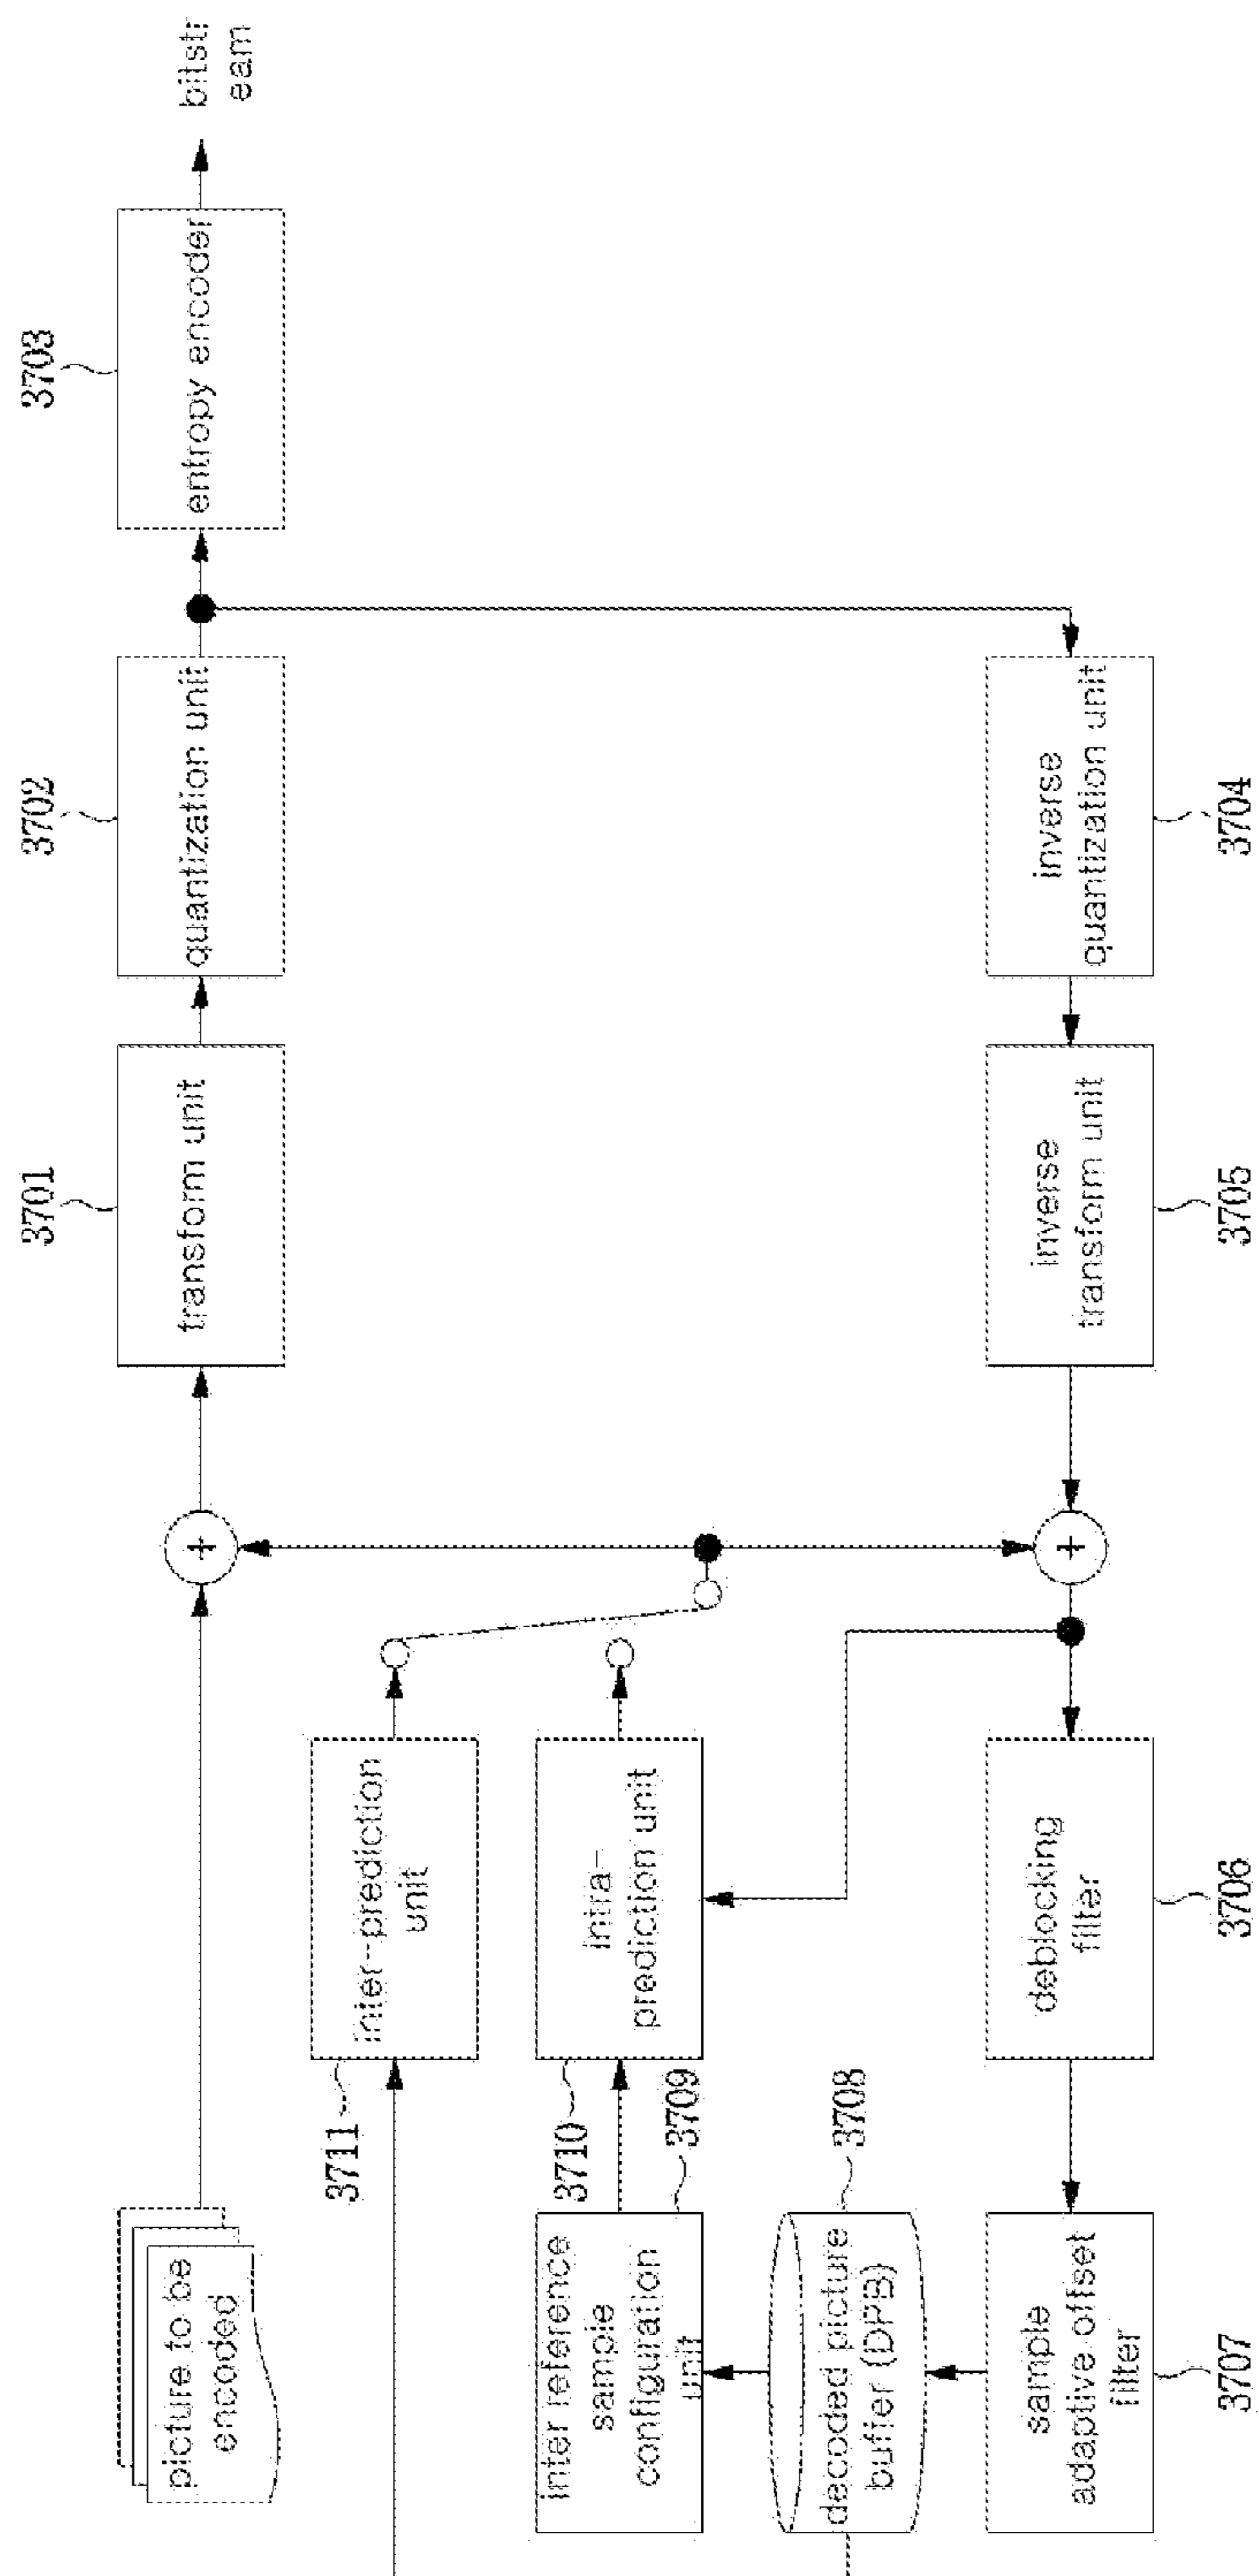 picture to be
encoded
3701
transform unit
3702
quantization unit
3703
entropy encoder
bitstr
eam
3711
inter-prediction
unit
3710
intra-
prediction unit
3709
inter reference
sample
configuration
unit
3708
decoded picture
buffer (DPB)
+
+
inverse
quantization unit
3704
inverse
transform unit
3705
deblocking
filter
3706
sample
adaptive offset
filter
3707